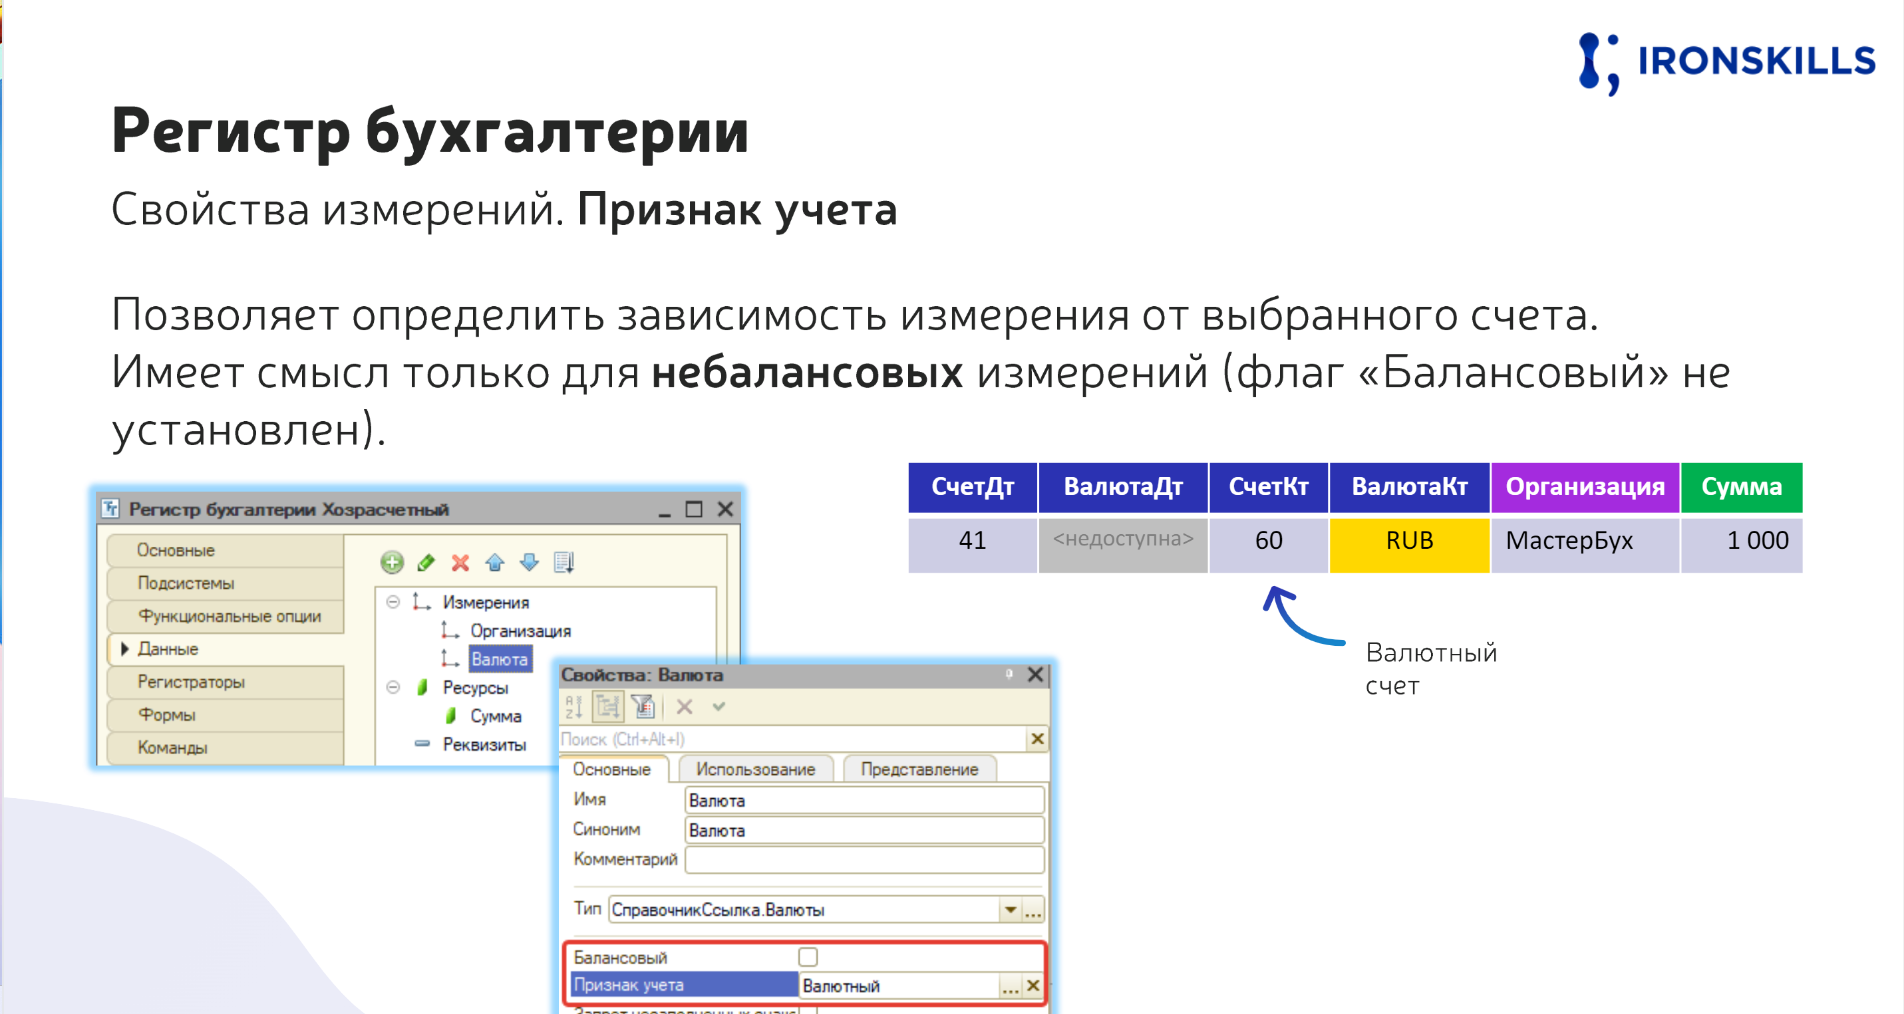 IRONSKILLS
Регистр бухгалтерии
Свойства измерений. Признак учета
Позволяет определить зависимость измерения от выбранного счета.
Имеет смысл только для небалансовых измерений (флаг «Балансовый» не
установлен).
СчетДт ВалютаДт СчетКт ВалютаКт Организация Сумма
41 <недоступна> 60 RUB МастерБух 1 000
Валютный
счет
Регистр бухгалтерии Хозрасчетный
Основные
Подсистемы
Функциональные опции
Данные
Регистраторы
Формы
Команды
Измерения
Организация
Валюта
Ресурсы
Сумма
Реквизиты
Свойства: Валюта
Поиск (Ctrl+Alt+I)
Основные Использование Представление
Имя Валюта
Синоним Валюта
Комментарий
Тип СправочникСсылка.Валюты
Балансовый
Признак учета Валютный